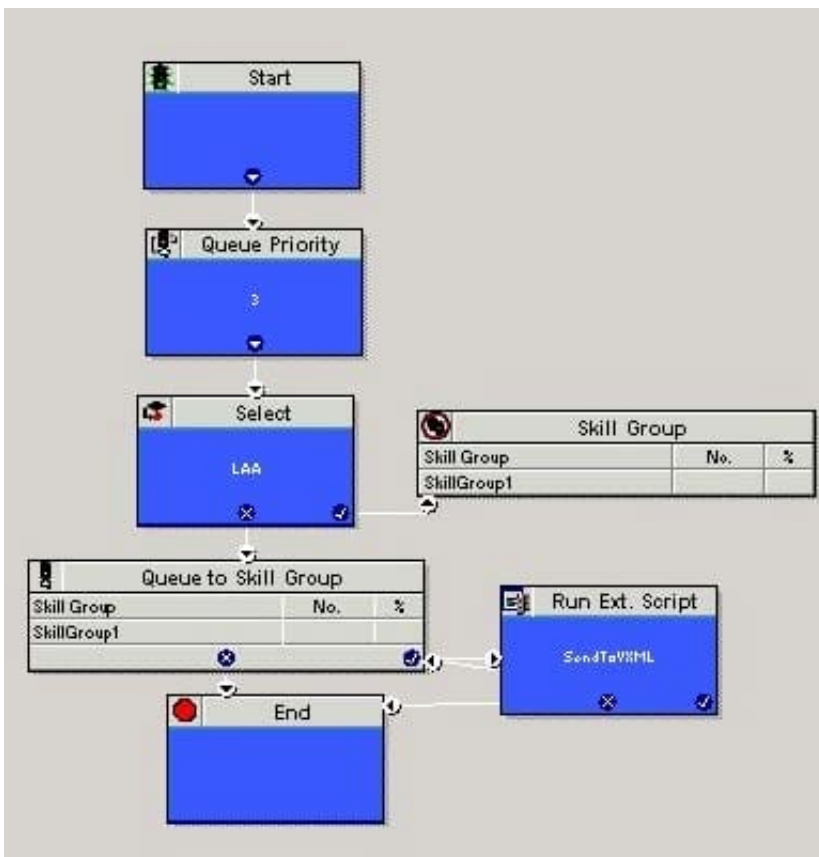 Start
Queue Priority
3
Select
LAA
Skill Group
Skill Group No. %
SkillGroup1
Queue to Skill Group
Skill Group No. %
SkillGroup1
Run Ext. Script
SendToVXML
End